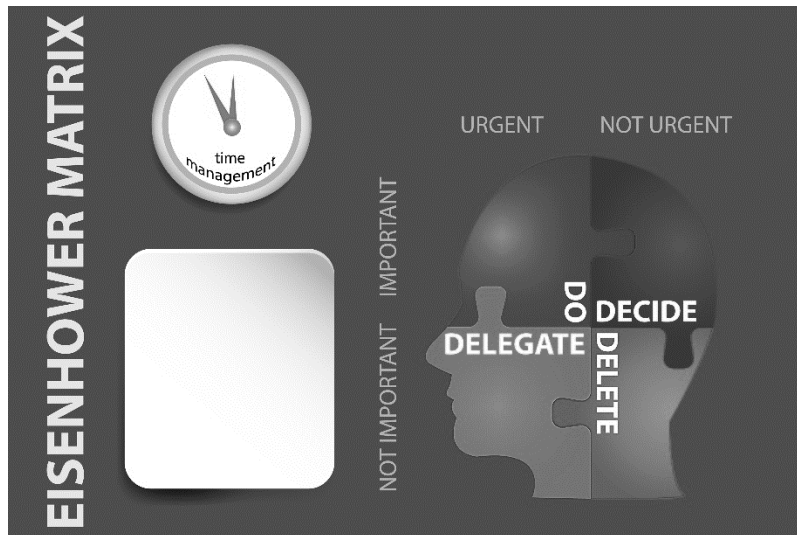 EISENHOWER MATRIX
time
management
URGENT
NOT URGENT
IMPORTANT
NOT IMPORTANT
DO
DECIDE
DELEGATE
DELETE